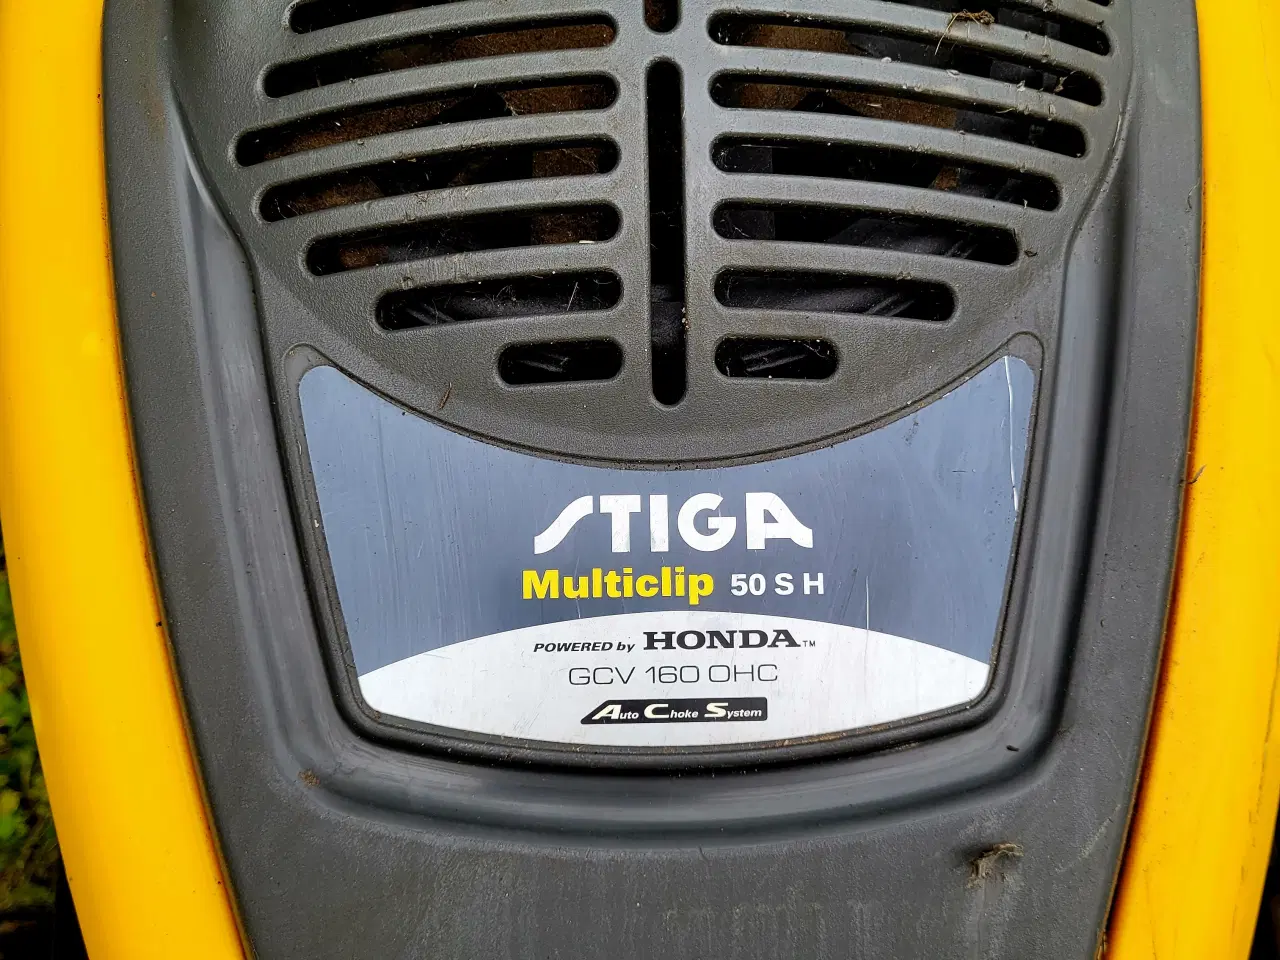 STIGA
Multiclip 50 S H
POWERED by HONDA™
GCV 160 OHC
Auto Choke System